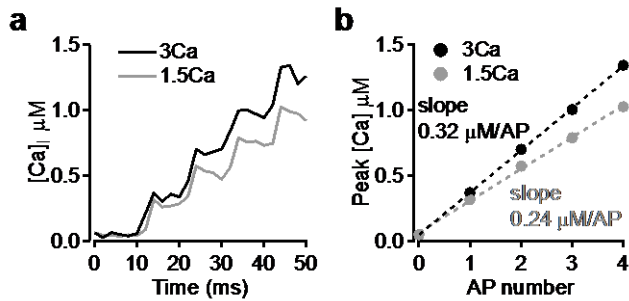 a
3Ca
1.5Ca
[Ca]i µM
1.5
1.0
0.5
0.0
0 10 20 30 40 50
Time (ms)
b
3Ca
1.5Ca
slope
0.32 µM/AP
slope
0.24 µM/AP
Peak [Ca] µM
1.5
1.0
0.5
0.0
0 1 2 3 4
AP number